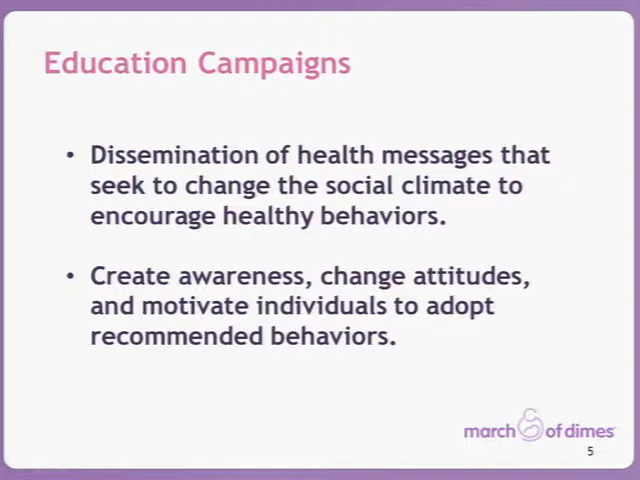 Education Campaigns
• Dissemination of health messages that
seek to change the social climate to
encourage healthy behaviors.
• Create awareness, change attitudes,
and motivate individuals to adopt
recommended behaviors.
march of dimes
5